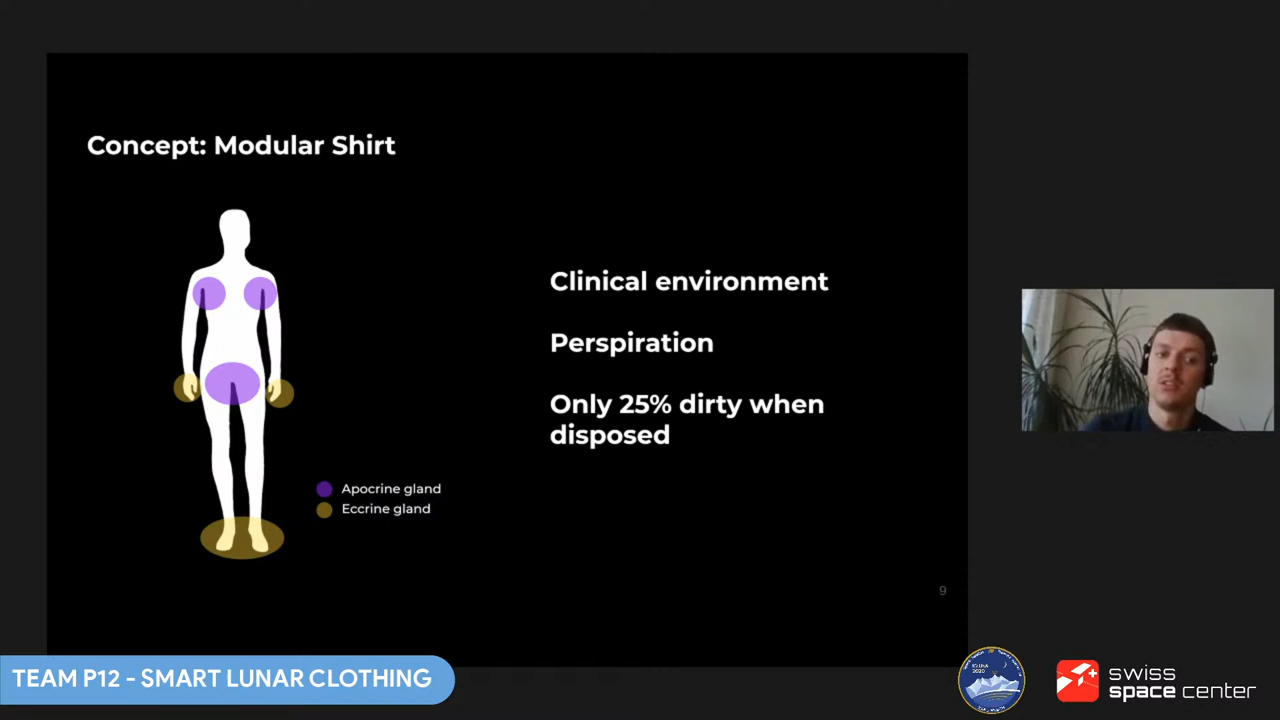 Concept: Modular Shirt
Clinical environment
Perspiration
Only 25% dirty when
disposed
Apocrine gland
Eccrine gland
9
TEAM P12 - SMART LUNAR CLOTHING
swiss
space center